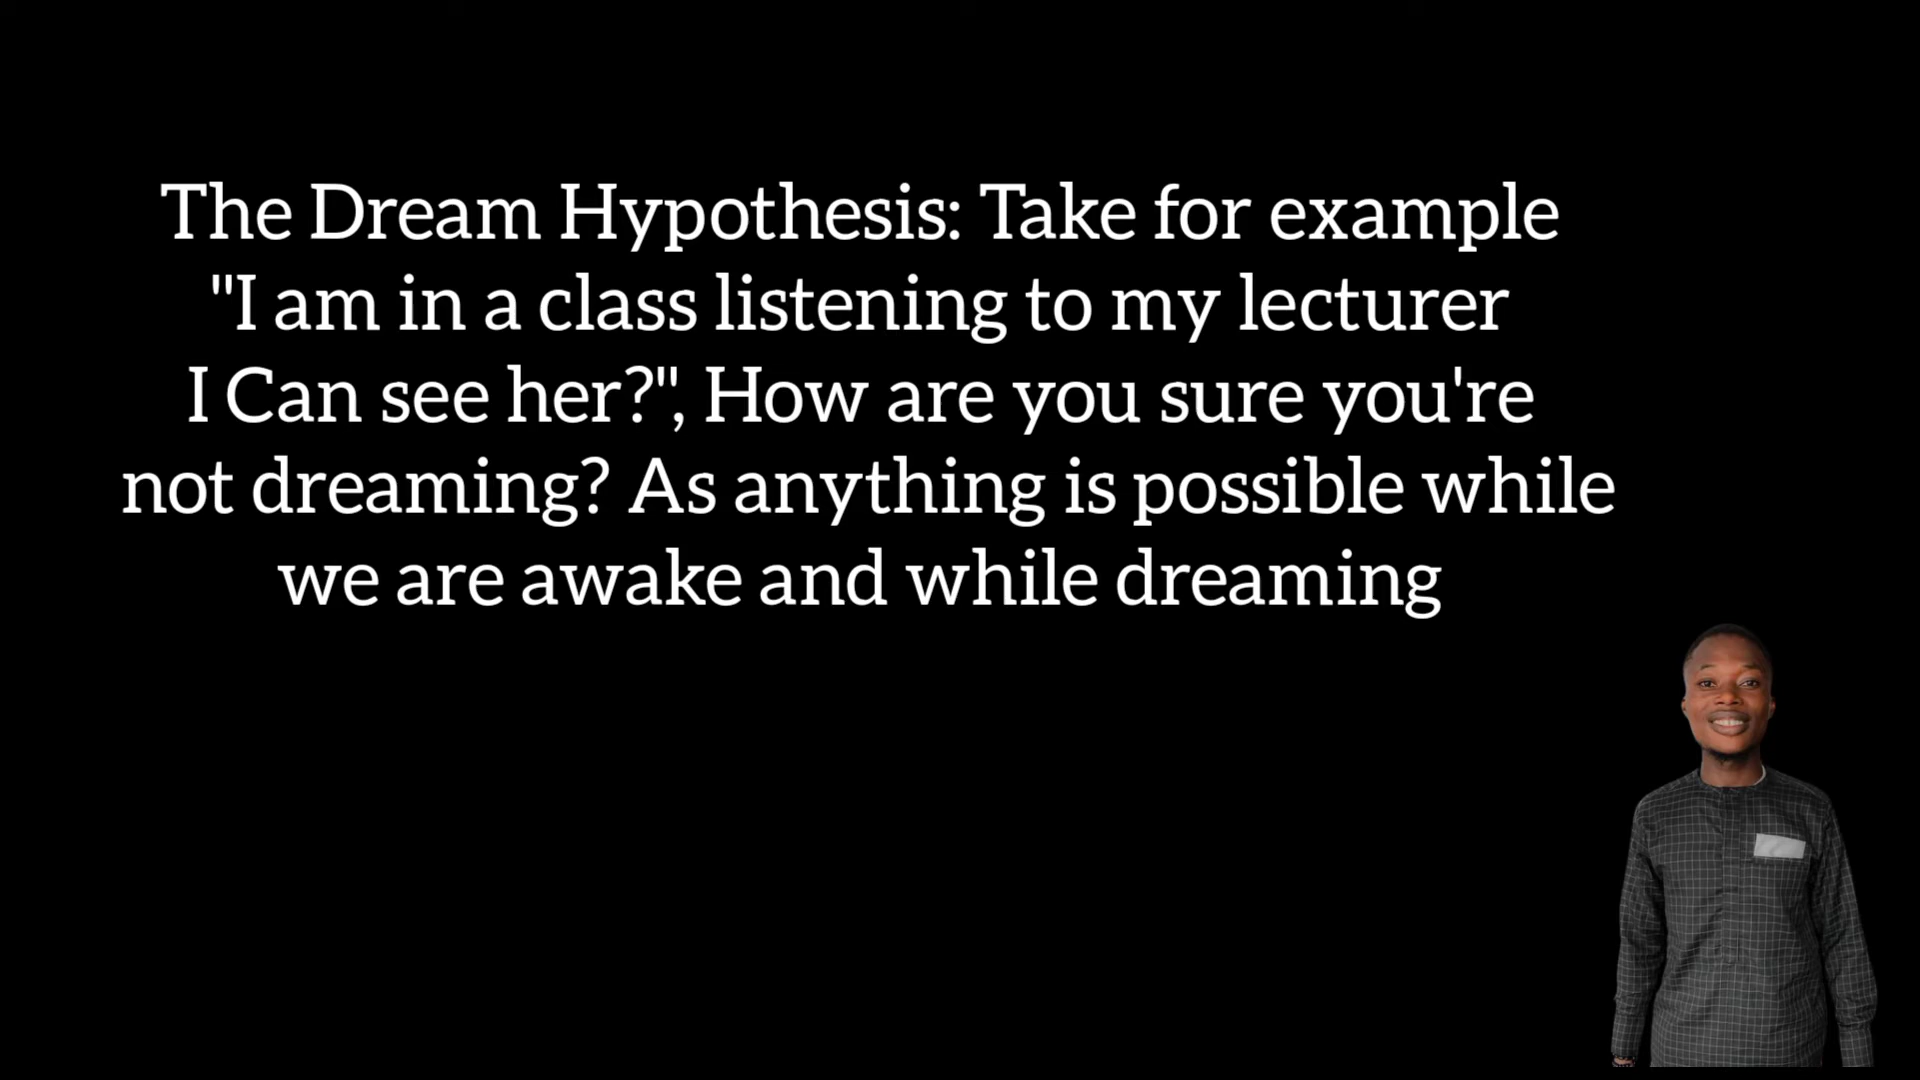 The Dream Hypothesis: Take for example
"I am in a class listening to my lecturer
I Can see her?", How are you sure you're
not dreaming? As anything is possible while
we are awake and while dreaming